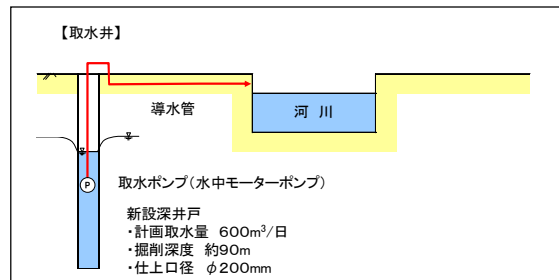 【取水井】
導水管
河 川
P
取水ポンプ(水中モーターポンプ)
新設深井戸
・計画取水量 600m³/日
・掘削深度 約90m
・仕上口径 φ200mm